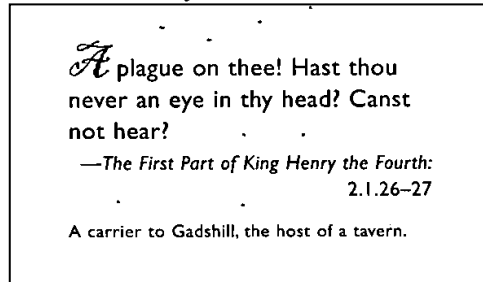 A plague on thee! Hast thou
never an eye in thy head? Canst
not hear?
—The First Part of King Henry the Fourth:
2.1.26–27
A carrier to Gadshill, the host of a tavern.